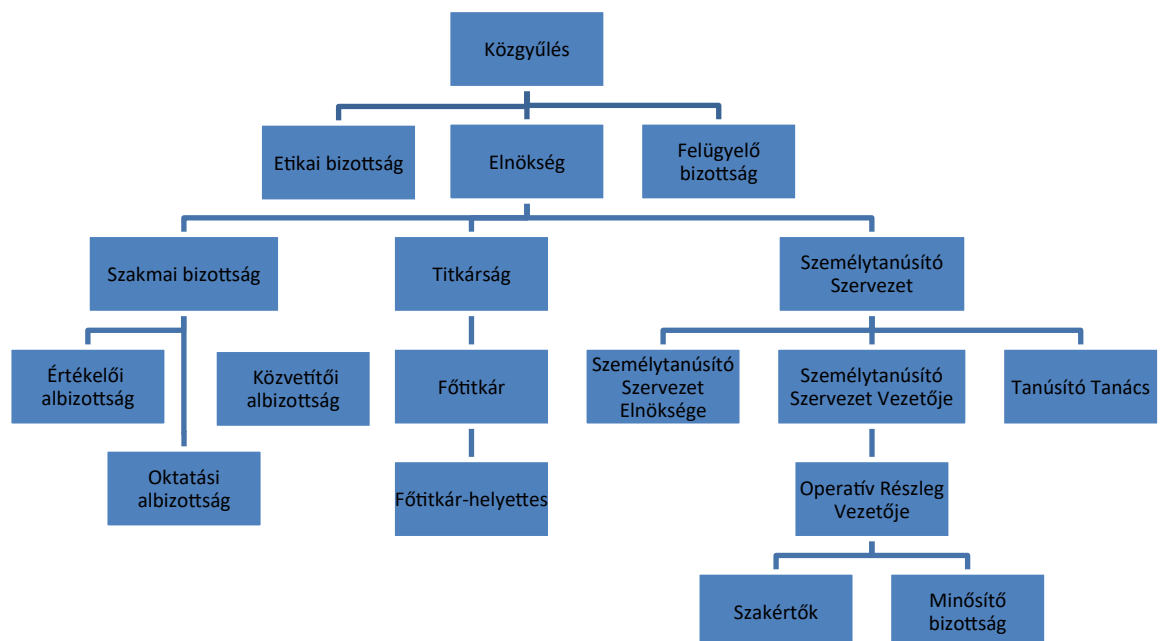 Közgyűlés
Etikai bizottság
Elnökség
Felügyelő
bizottság
Szakmai bizottság
Titkárság
Személytanúsító
Szervezet
Értékelői
albizottság
Közvetítői
albizottság
Főtitkár
Személytanúsító
Szervezet
Elnöksége
Személytanúsító
Szervezet Vezetője
Tanúsító Tanács
Oktatási
albizottság
Főtitkár-helyettes
Operatív Részleg
Vezetője
Szakértők
Minősítő
bizottság